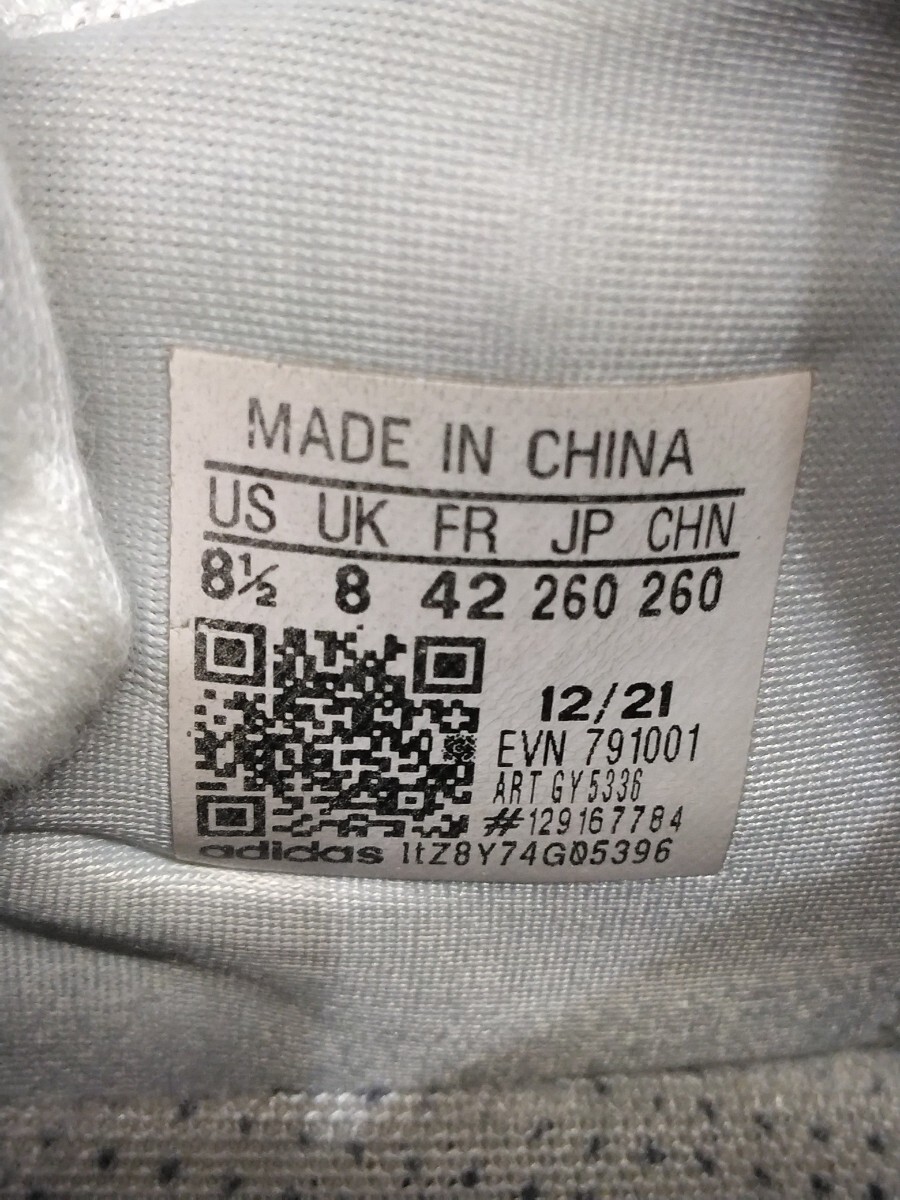 MADE IN CHINA
US UK FR JP CHN
8½ 8 42 260 260
12/21
EVN 791001
ART GY5336
#129167784
adidas 1tZ8Y74G05396